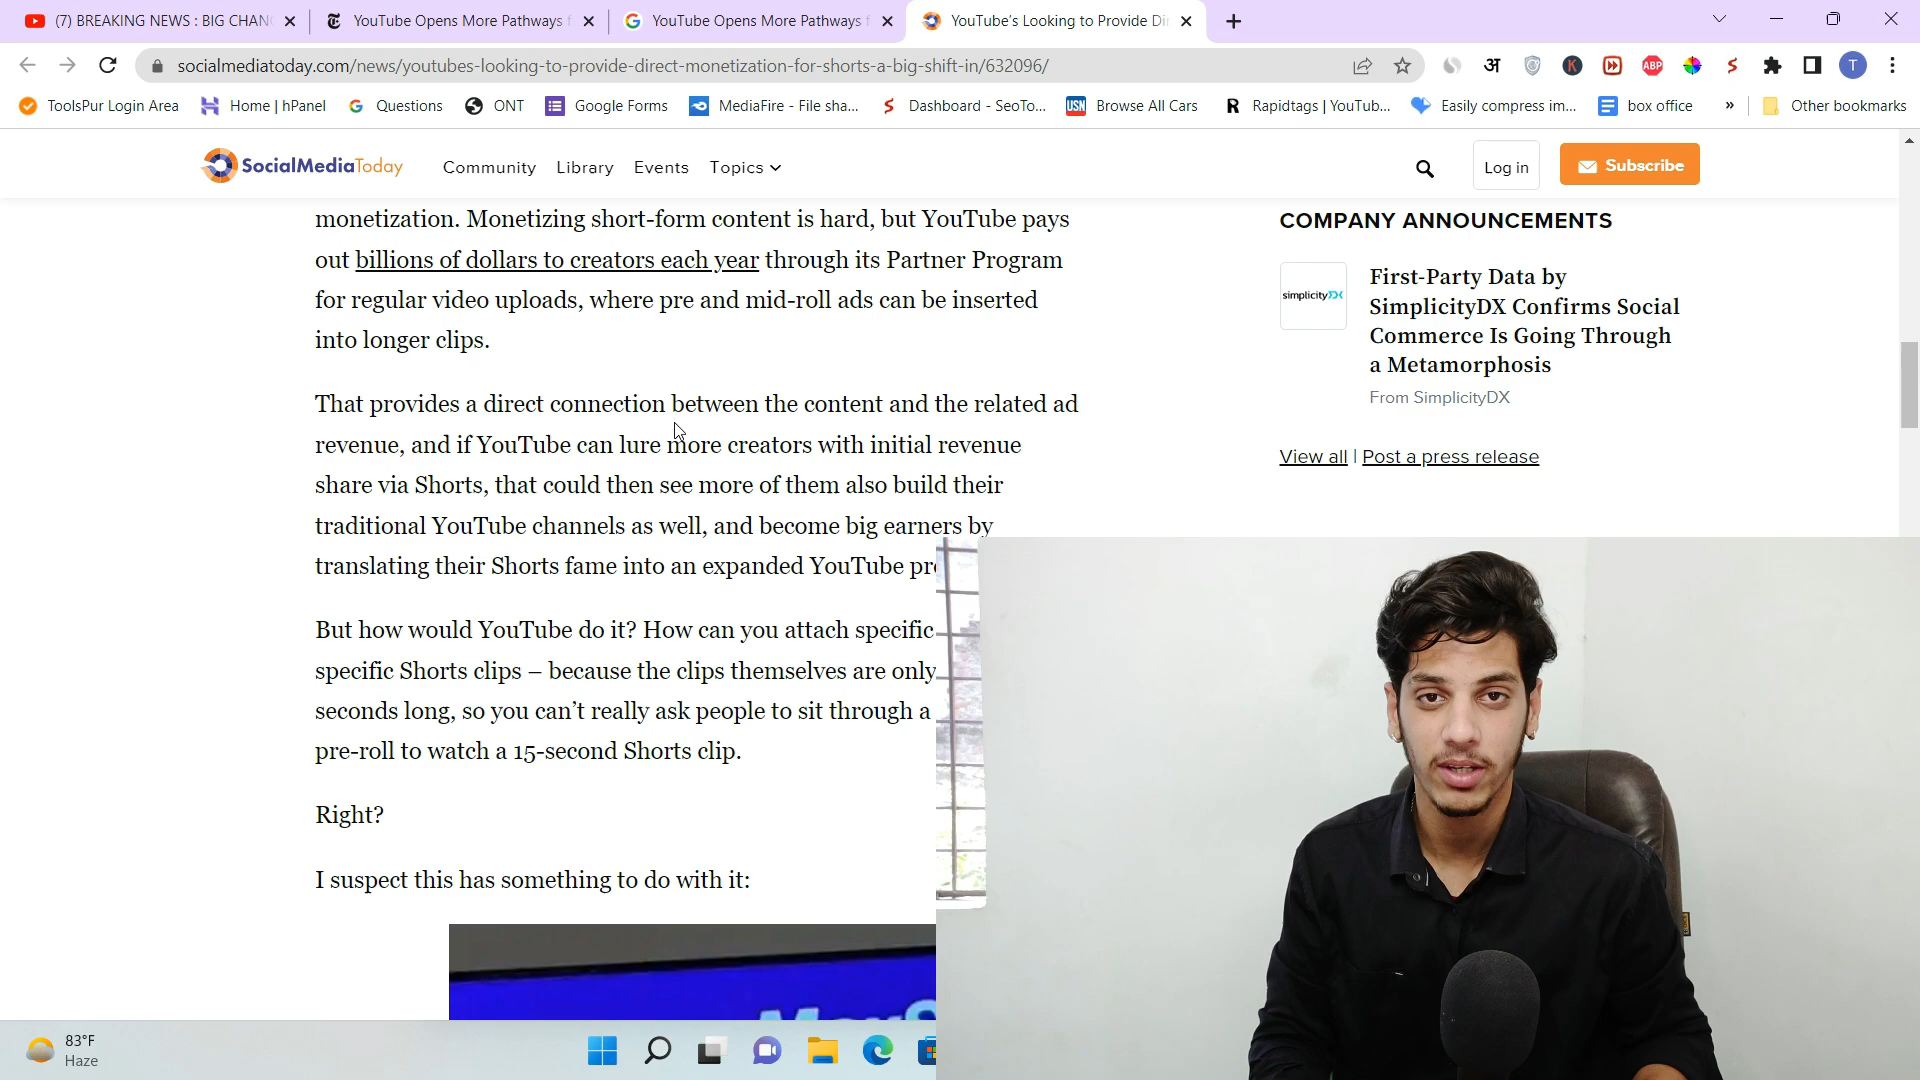 (7) BREAKING NEWS : BIG CHAN
YouTube Opens More Pathways f
YouTube Opens More Pathways f
YouTube's Looking to Provide Dir
socialmediatoday.com/news/youtubes-looking-to-provide-direct-monetization-for-shorts-a-big-shift-in/632096/
अ
K
ABP
T
ToolsPur Login Area
Home | hPanel
Questions
ONT
Google Forms
MediaFire - File sha...
Dashboard - SeoTo...
USN
Browse All Cars
Rapidtags | YouTub...
Easily compress im...
box office
»
Other bookmarks
SocialMediaToday
Community
Library
Events
Topics
Log in
Subscribe
monetization. Monetizing short-form content is hard, but YouTube pays
out billions of dollars to creators each year through its Partner Program
for regular video uploads, where pre and mid-roll ads can be inserted
into longer clips.
That provides a direct connection between the content and the related ad
revenue, and if YouTube can lure more creators with initial revenue
share via Shorts, that could then see more of them also build their
traditional YouTube channels as well, and become big earners by
translating their Shorts fame into an expanded YouTube pr
But how would YouTube do it? How can you attach specific
specific Shorts clips – because the clips themselves are only
seconds long, so you can't really ask people to sit through a
pre-roll to watch a 15-second Shorts clip.
Right?
I suspect this has something to do with it:
COMPANY ANNOUNCEMENTS
simplicityDX
First-Party Data by
SimplicityDX Confirms Social
Commerce Is Going Through
a Metamorphosis
From SimplicityDX
View all | Post a press release
83°F
Haze